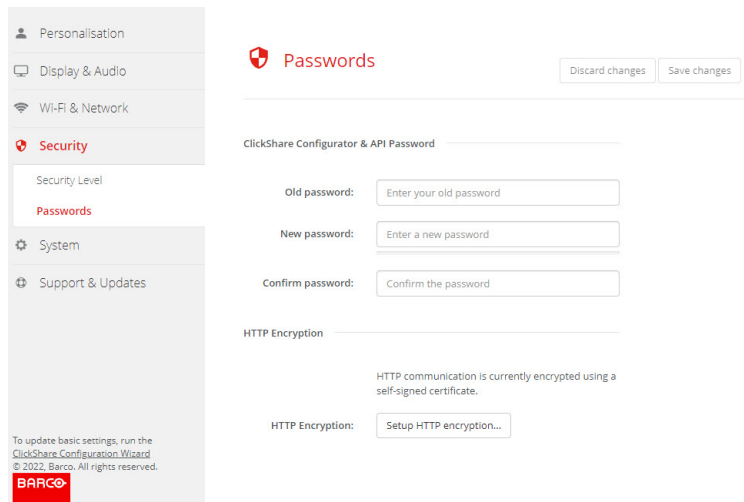 Personalisation
Display & Audio
Wi-Fi & Network
Security
Security Level
Passwords
System
Support & Updates
To update basic settings, run the
ClickShare Configuration Wizard
© 2022, Barco. All rights reserved.
BARCO
Passwords
Discard changes
Save changes
ClickShare Configurator & API Password
Old password:
Enter your old password
New password:
Enter a new password
Confirm password:
Confirm the password
HTTP Encryption
HTTP communication is currently encrypted using a
self-signed certificate.
HTTP Encryption:
Setup HTTP encryption...